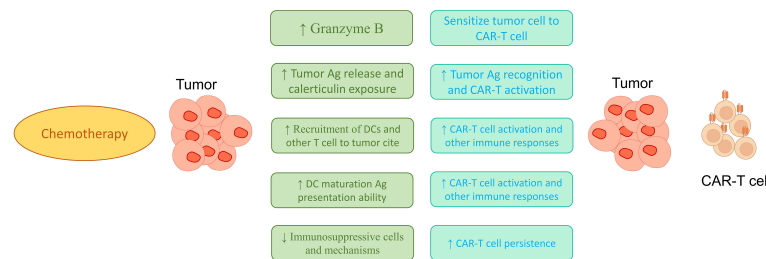 Chemotherapy
Tumor
↑ Granzyme B
↑ Tumor Ag release and
calerticulin exposure
↑ Recruitment of DCs and
other T cell to tumor cite
↑ DC maturation Ag
presentation ability
↓ Immunosuppressive cells
and mechanisms
Sensitize tumor cell to
CAR-T cell
↑ Tumor Ag recognition
and CAR-T activation
↑ CAR-T cell activation and
other immune responses
↑ CAR-T cell activation and
other immune responses
↑ CAR-T cell persistence
Tumor
CAR-T cel